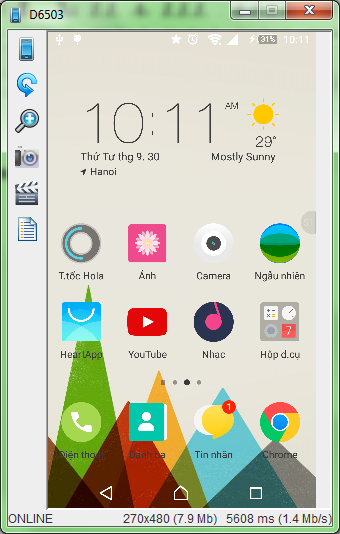 D6503
31% 10:11
10:11 AM
Thứ Tư thg 9. 30
Mostly Sunny
29°
Hanoi
T.tốc Hola
Ảnh
Camera
Ngẫu nhiên
HeartApp
YouTube
Nhạc
Hộp d.cụ
7
1
Điện thoại
Danh bạ
Tin nhắn
Chrome
ONLINE
270x480 (7.9 Mb)
5608 ms (1.4 Mb/s)